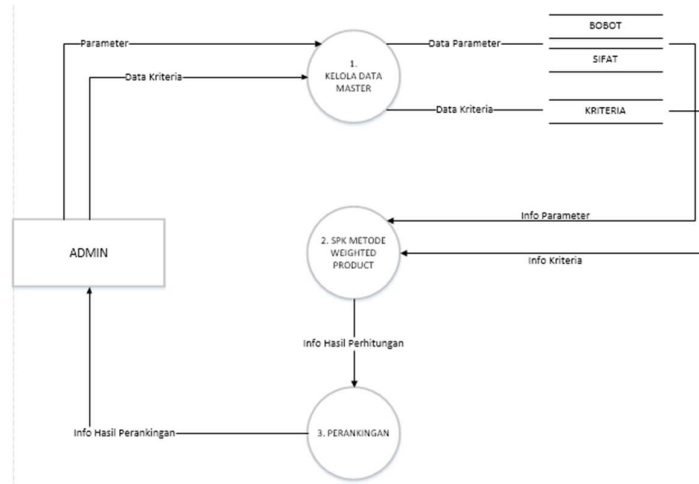 Parameter
Data Kriteria
1.
KELOLA DATA
MASTER
Data Parameter
Data Kriteria
BOBOT
SIFAT
KRITERIA
ADMIN
2. SPK METODE
WEIGHTED
PRODUCT
Info Parameter
Info Kriteria
Info Hasil Perhitungan
Info Hasil Perankingan
3. PERANKINGAN